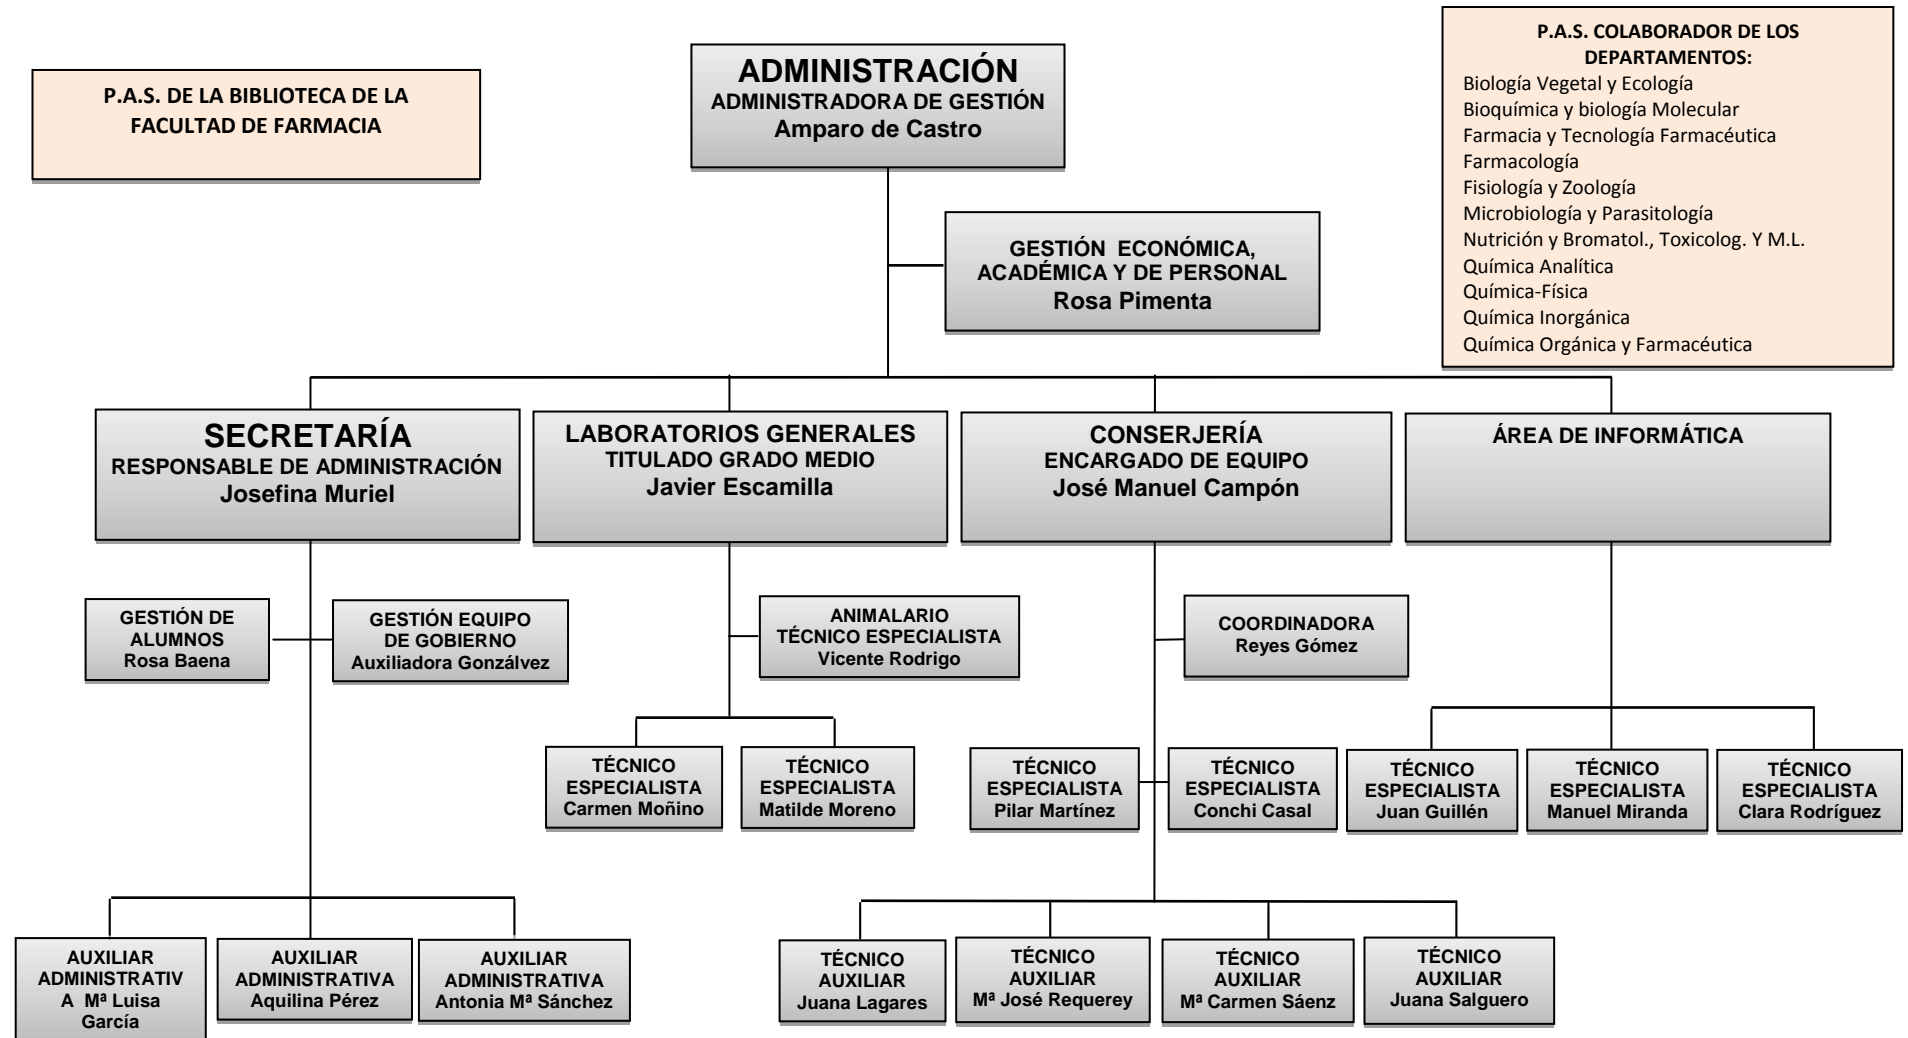 P.A.S. DE LA BIBLIOTECA DE LA
FACULTAD DE FARMACIA
ADMINISTRACIÓN
ADMINISTRADORA DE GESTIÓN
Amparo de Castro
P.A.S. COLABORADOR DE LOS
DEPARTAMENTOS:
Biología Vegetal y Ecología
Bioquímica y biología Molecular
Farmacia y Tecnología Farmacéutica
Farmacología
Fisiología y Zoología
Microbiología y Parasitología
Nutrición y Bromatol., Toxicolog. Y M.L.
Química Analítica
Química-Física
Química Inorgánica
Química Orgánica y Farmacéutica
GESTIÓN ECONÓMICA,
ACADÉMICA Y DE PERSONAL
Rosa Pimenta
SECRETARÍA
RESPONSABLE DE ADMINISTRACIÓN
Josefina Muriel
LABORATORIOS GENERALES
TITULADO GRADO MEDIO
Javier Escamilla
CONSERJERÍA
ENCARGADO DE EQUIPO
José Manuel Campón
ÁREA DE INFORMÁTICA
GESTIÓN DE
ALUMNOS
Rosa Baena
GESTIÓN EQUIPO
DE GOBIERNO
Auxiliadora Gonzálvez
ANIMALARIO
TÉCNICO ESPECIALISTA
Vicente Rodrigo
COORDINADORA
Reyes Gómez
TÉCNICO
ESPECIALISTA
Carmen Moñino
TÉCNICO
ESPECIALISTA
Matilde Moreno
TÉCNICO
ESPECIALISTA
Pilar Martínez
TÉCNICO
ESPECIALISTA
Conchi Casal
TÉCNICO
ESPECIALISTA
Juan Guillén
TÉCNICO
ESPECIALISTA
Manuel Miranda
TÉCNICO
ESPECIALISTA
Clara Rodríguez
AUXILIAR
ADMINISTRATIV
A Mª Luisa
García
AUXILIAR
ADMINISTRATIVA
Aquilina Pérez
AUXILIAR
ADMINISTRATIVA
Antonia Mª Sánchez
TÉCNICO
AUXILIAR
Juana Lagares
TÉCNICO
AUXILIAR
Mª José Requerey
TÉCNICO
AUXILIAR
Mª Carmen Sáenz
TÉCNICO
AUXILIAR
Juana Salguero